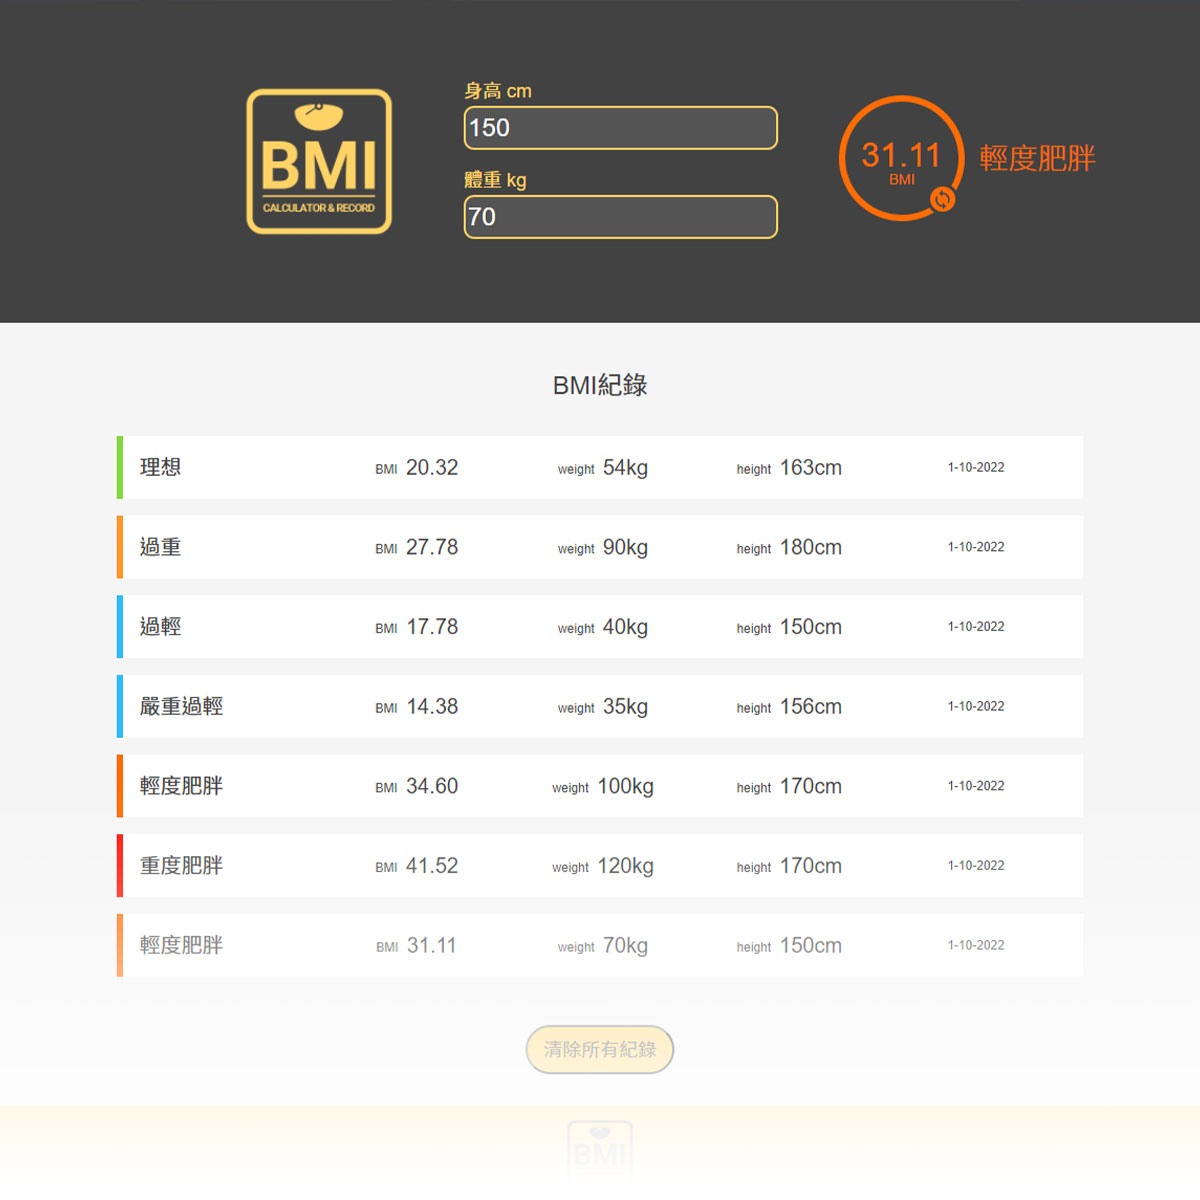 BMI
CALCULATOR & RECORD
身高 cm
150
體重 kg
70
31.11
BMI
輕度肥胖
BMI紀錄
理想 BMI 20.32 weight 54kg height 163cm 1-10-2022
過重 BMI 27.78 weight 90kg height 180cm 1-10-2022
過輕 BMI 17.78 weight 40kg height 150cm 1-10-2022
嚴重過輕 BMI 14.38 weight 35kg height 156cm 1-10-2022
輕度肥胖 BMI 34.60 weight 100kg height 170cm 1-10-2022
重度肥胖 BMI 41.52 weight 120kg height 170cm 1-10-2022
輕度肥胖 BMI 31.11 weight 70kg height 150cm 1-10-2022
清除所有紀錄
BMI